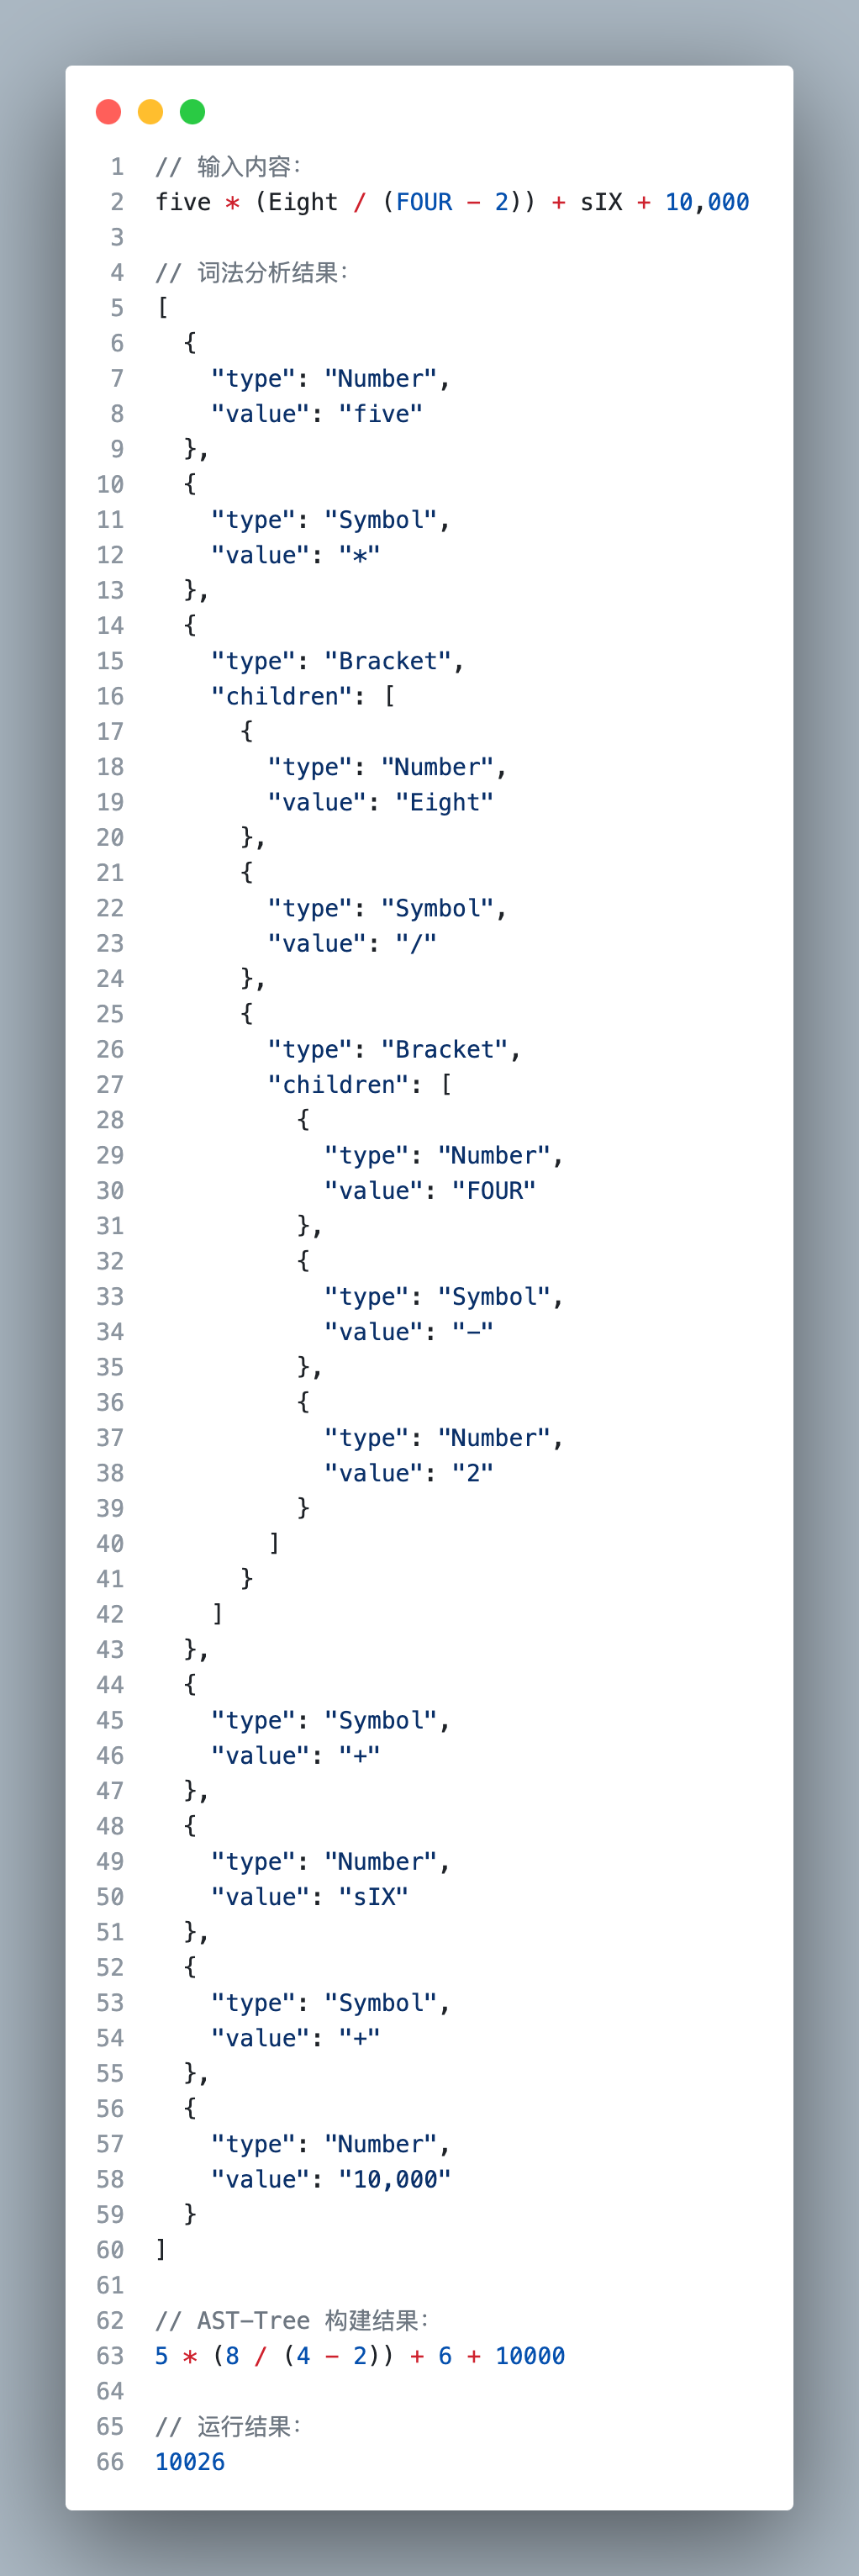 1 // 输入内容：
2 five * (Eight / (FOUR - 2)) + sIX + 10,000
3
4 // 词法分析结果：
5 [
6   {
7     "type": "Number",
8     "value": "five"
9   },
10   {
11     "type": "Symbol",
12     "value": "*"
13   },
14   {
15     "type": "Bracket",
16     "children": [
17       {
18         "type": "Number",
19         "value": "Eight"
20       },
21       {
22         "type": "Symbol",
23         "value": "/"
24       },
25       {
26         "type": "Bracket",
27         "children": [
28           {
29             "type": "Number",
30             "value": "FOUR"
31           },
32           {
33             "type": "Symbol",
34             "value": "-"
35           },
36           {
37             "type": "Number",
38             "value": "2"
39           }
40         ]
41       }
42     ]
43   },
44   {
45     "type": "Symbol",
46     "value": "+"
47   },
48   {
49     "type": "Number",
50     "value": "sIX"
51   },
52   {
53     "type": "Symbol",
54     "value": "+"
55   },
56   {
57     "type": "Number",
58     "value": "10,000"
59   }
60 ]
61
62 // AST-Tree 构建结果：
63 5 * (8 / (4 - 2)) + 6 + 10000
64
65 // 运行结果：
66 10026